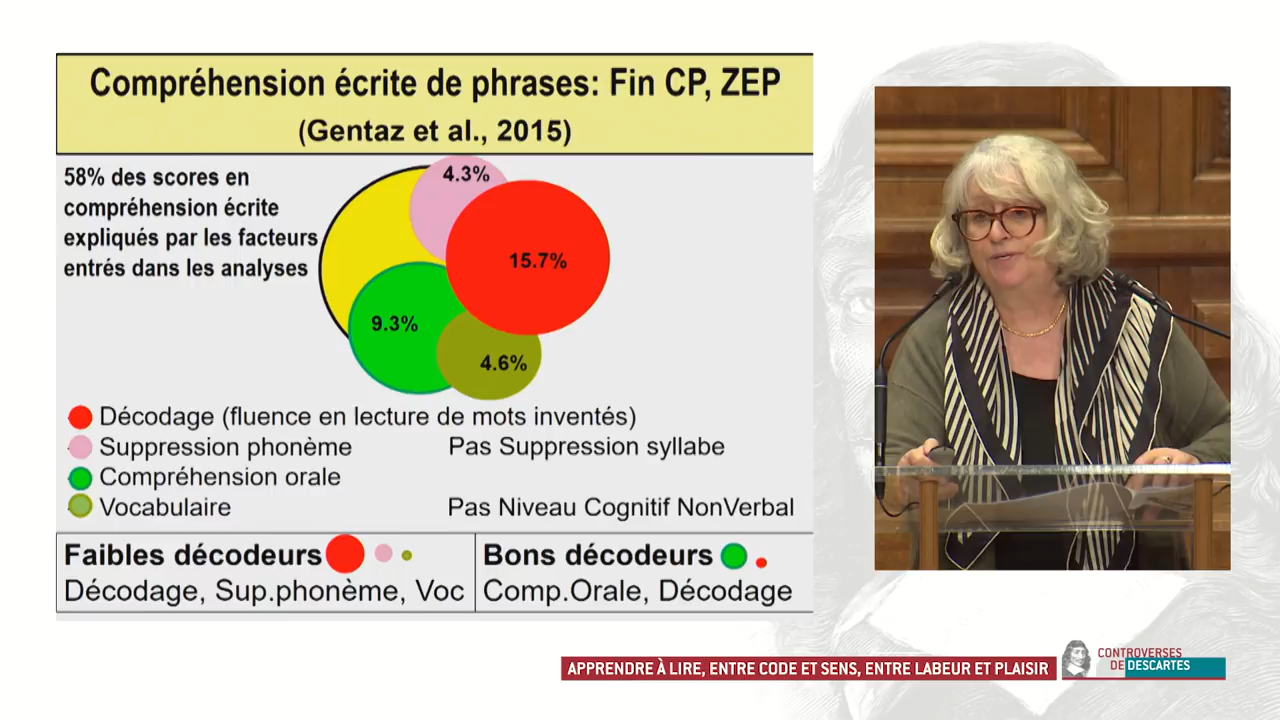 Compréhension écrite de phrases: Fin CP, ZEP
(Gentaz et al., 2015)
58% des scores en
compréhension écrite
expliqués par les facteurs
entrés dans les analyses
4.3%
15.7%
9.3%
4.6%
Décodage (fluence en lecture de mots inventés)
Suppression phonème Pas Suppression syllabe
Compréhension orale
Vocabulaire Pas Niveau Cognitif NonVerbal
Faibles décodeurs
Décodage, Sup.phonème, Voc
Bons décodeurs
Comp.Orale, Décodage
APPRENDRE À LIRE, ENTRE CODE ET SENS, ENTRE LABEUR ET PLAISIR
CONTROVERSES
DE DESCARTES